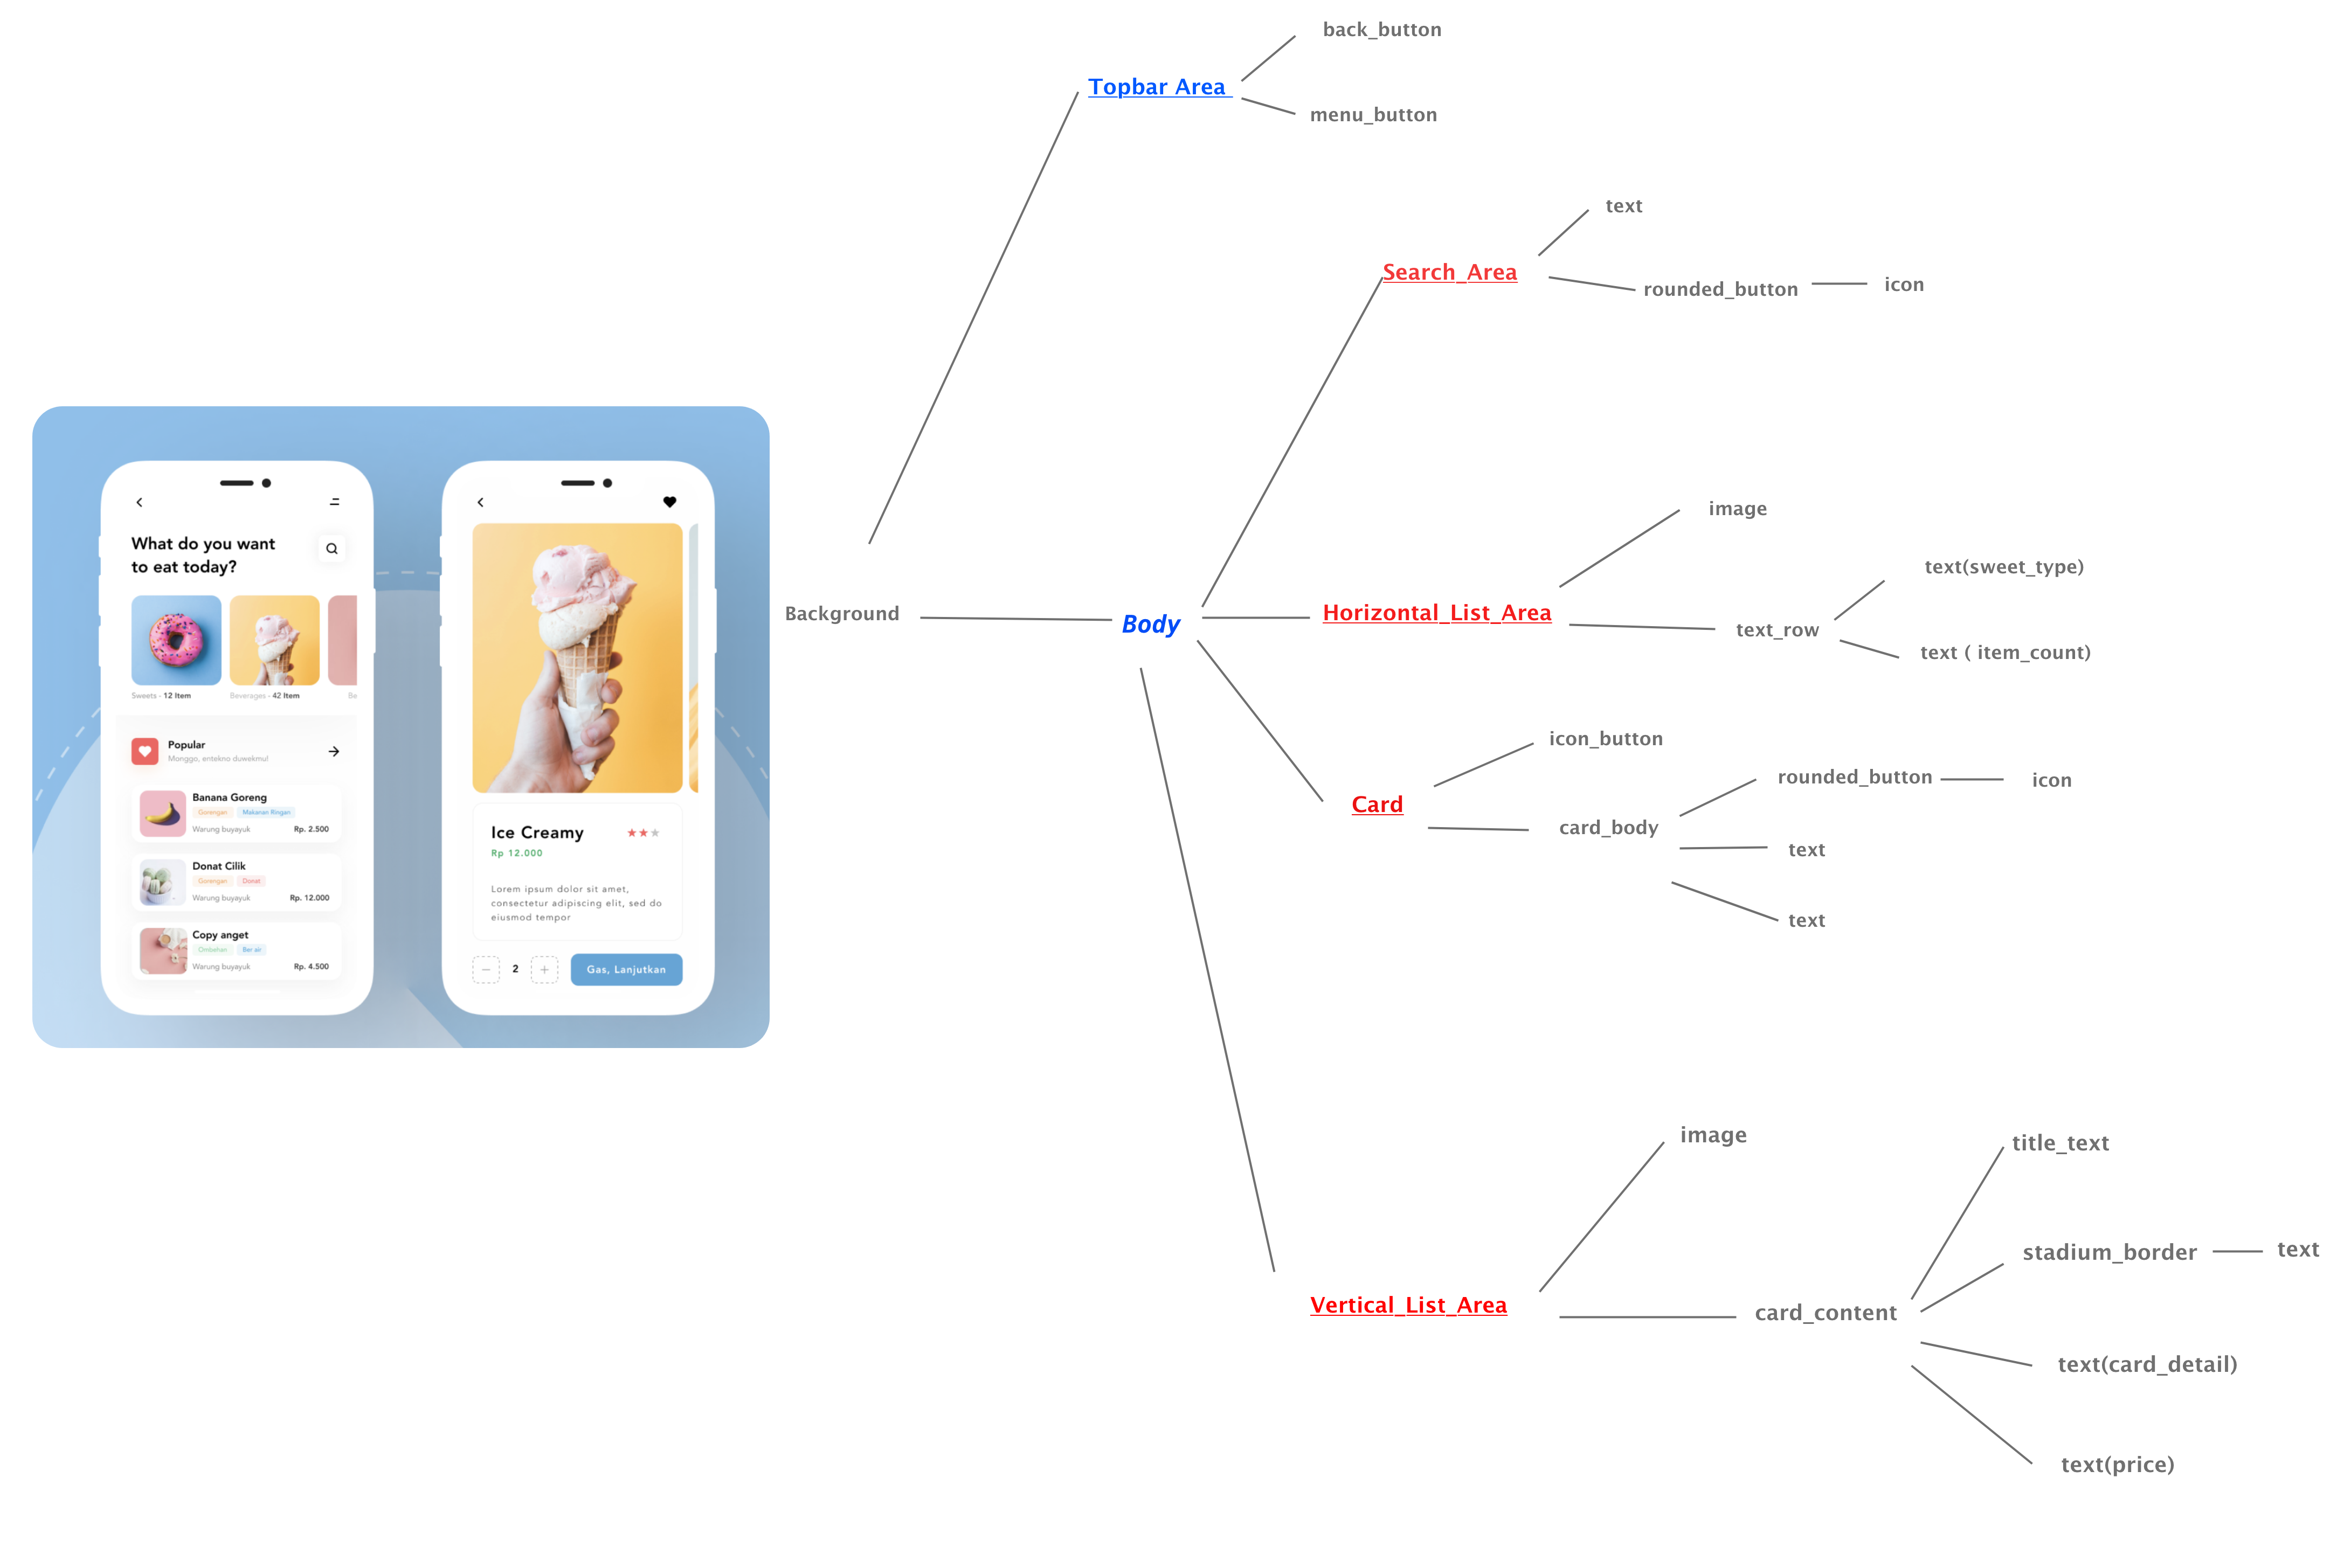 What do you want
to eat today?
Sweets - 12 Item
Beverages - 42 Item
Be
Popular
Monggo, entekno duwekmu!
Banana Goreng
Gorengan
Makanan Ringan
Warung buyayuk
Rp. 2.500
Donat Cilik
Gorengan
Donat
Warung buyayuk
Rp. 12.000
Copy anget
Ombehan
Ber air
Warung buyayuk
Rp. 4.500
Ice Creamy
Rp 12.000
Lorem ipsum dolor sit amet,
consectetur adipiscing elit, sed do
eiusmod tempor
2
Gas, Lanjutkan
Background
Topbar Area
back_button
menu_button
Body
Search_Area
text
rounded_button
icon
Horizontal_List_Area
image
text_row
text(sweet_type)
text ( item_count)
Card
icon_button
card_body
rounded_button
icon
text
text
Vertical_List_Area
image
card_content
title_text
stadium_border
text
text(card_detail)
text(price)